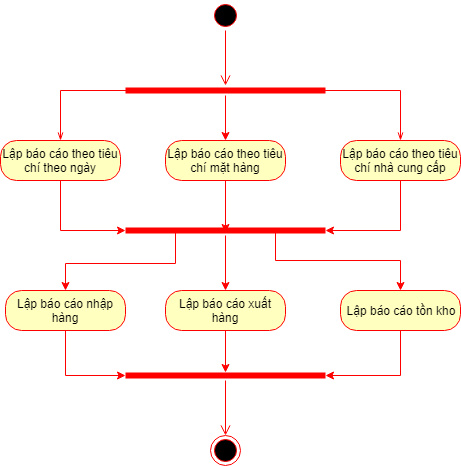 Lập báo cáo theo tiêu
chí theo ngày
Lập báo cáo theo tiêu
chí mặt hàng
Lập báo cáo theo tiêu
chí nhà cung cấp
Lập báo cáo nhập
hàng
Lập báo cáo xuất
hàng
Lập báo cáo tồn kho